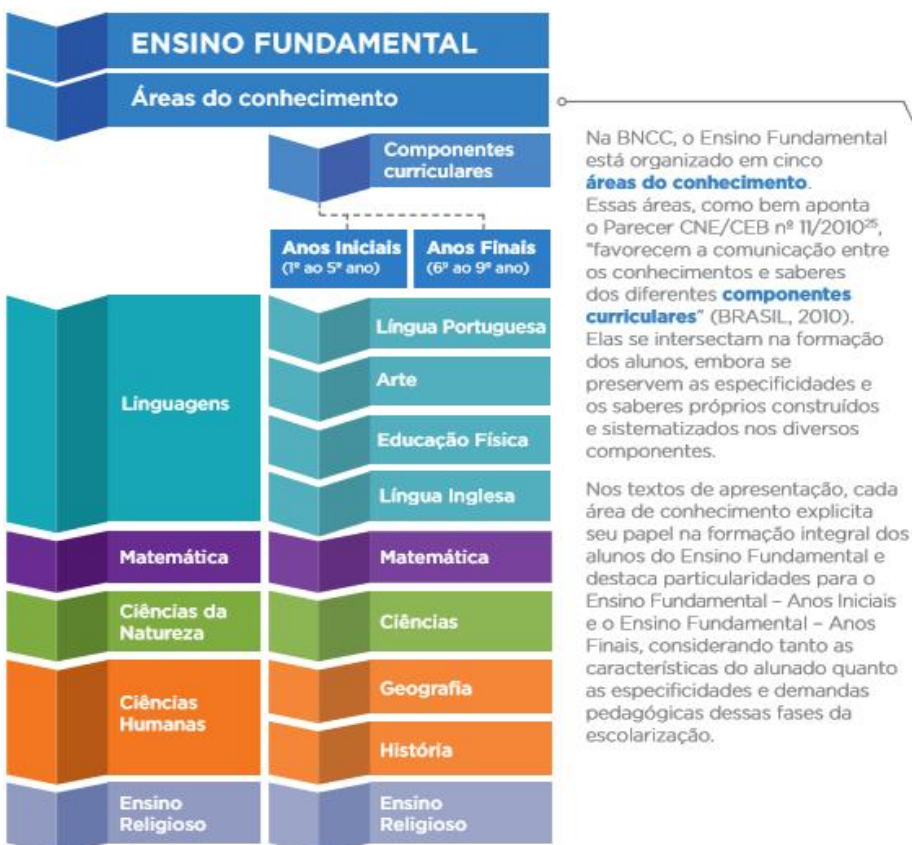 ENSINO FUNDAMENTAL
Áreas do conhecimento
Componentes
curriculares
Anos Iniciais
(1º ao 5º ano)
Anos Finais
(6º ao 9º ano)
Linguagens
Língua Portuguesa
Arte
Educação Física
Língua Inglesa
Matemática
Matemática
Ciências da
Natureza
Ciências
Ciências
Humanas
Geografia
História
Ensino
Religioso
Ensino
Religioso
Na BNCC, o Ensino Fundamental
está organizado em cinco
áreas do conhecimento.
Essas áreas, como bem aponta
o Parecer CNE/CEB nº 11/2010²⁵,
"favorecem a comunicação entre
os conhecimentos e saberes
dos diferentes componentes
curriculares" (BRASIL, 2010).
Elas se intersectam na formação
dos alunos, embora se
preservem as especificidades e
os saberes próprios construídos
e sistematizados nos diversos
componentes.
Nos textos de apresentação, cada
área de conhecimento explicita
seu papel na formação integral dos
alunos do Ensino Fundamental e
destaca particularidades para o
Ensino Fundamental – Anos Iniciais
e o Ensino Fundamental – Anos
Finais, considerando tanto as
características do alunado quanto
as especificidades e demandas
pedagógicas dessas fases da
escolarização.